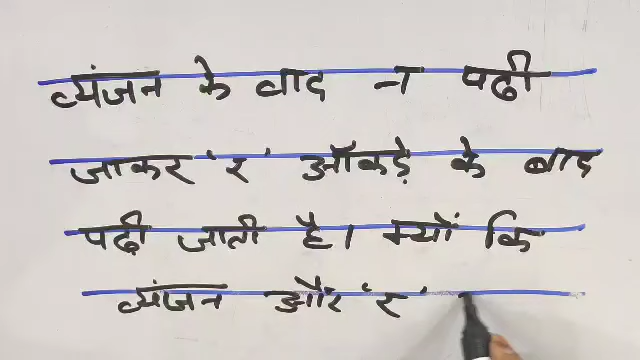 व्यंजन के बाद न पढ़ी
जाकर 'र' आँकड़े के बाद
पढ़ी जाती है। क्यों कि
व्यंजन और 'र'